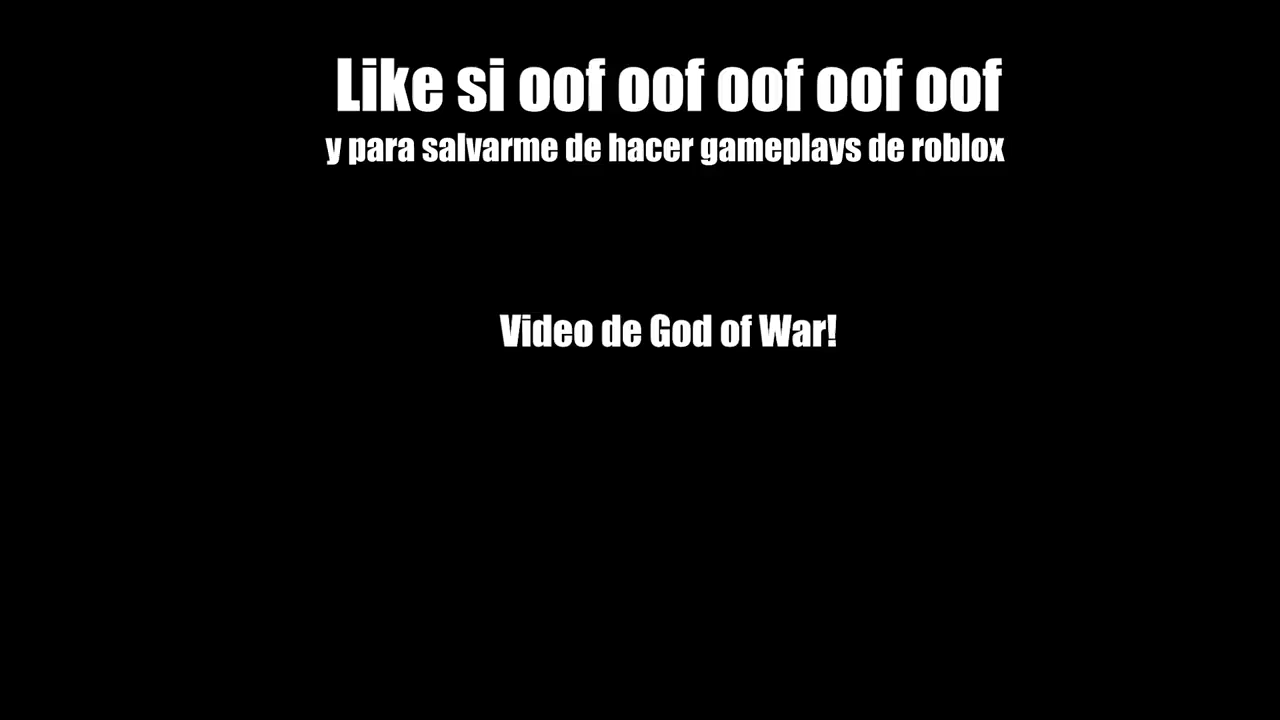 Like si oof oof oof oof oof
y para salvarme de hacer gameplays de roblox
Video de God of War!